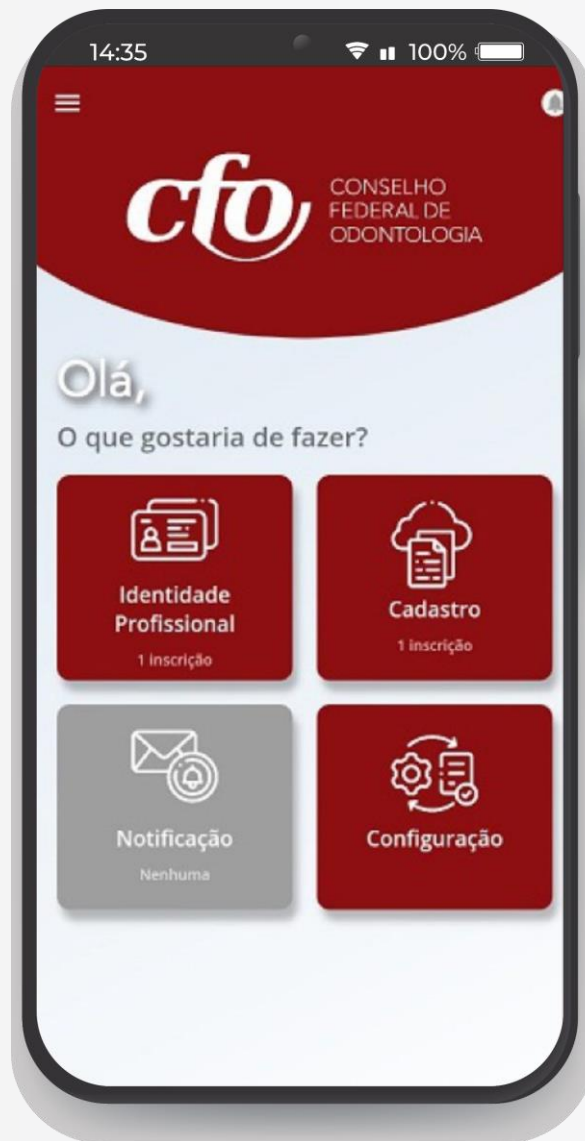 14:35 100%
cfo
CONSELHO
FEDERAL DE
ODONTOLOGIA
Olá,
O que gostaria de fazer?
Identidade
Profissional
1 inscrição
Cadastro
1 inscrição
Notificação
Nenhuma
Configuração